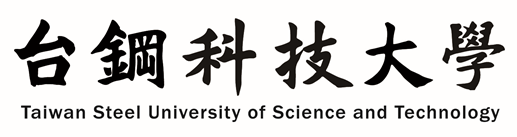 台鋼科技大學
Taiwan Steel University of Science and Technology